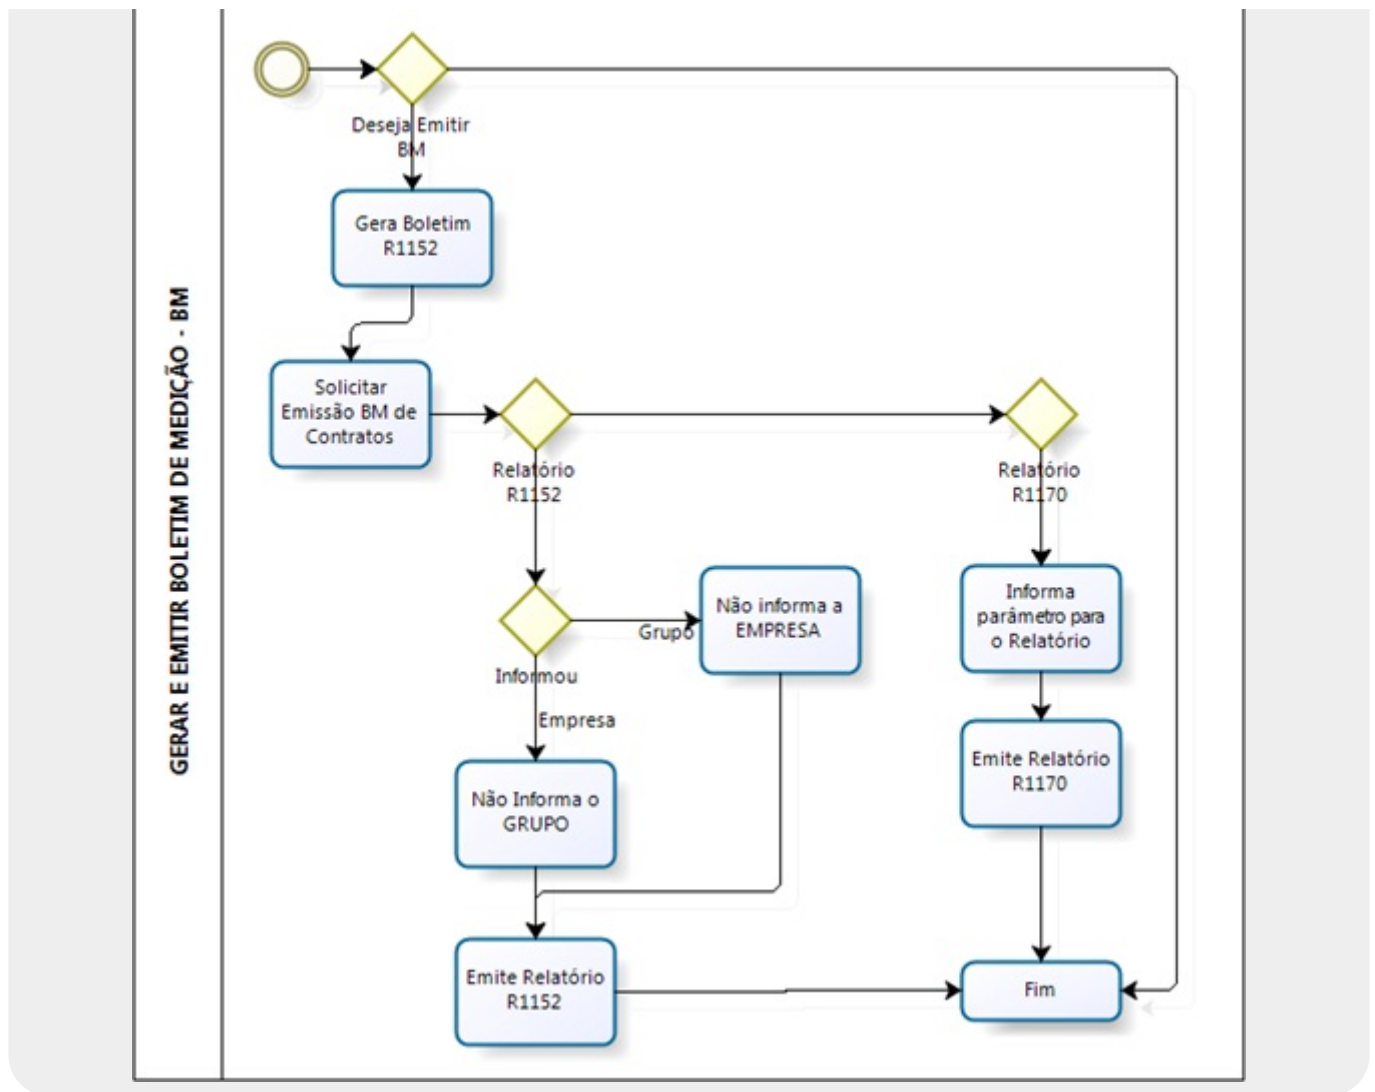 GERAR E EMITIR BOLETIM DE MEDIÇÃO - BM
Deseja Emitir
BM
Gera Boletim
R1152
Solicitar
Emissão BM de
Contratos
Relatório
R1152
Relatório
R1170
Informou
Grupo
Não informa a
EMPRESA
Informa
parâmetro para
o Relatório
Empresa
Não Informa o
GRUPO
Emite Relatório
R1170
Emite Relatório
R1152
Fim